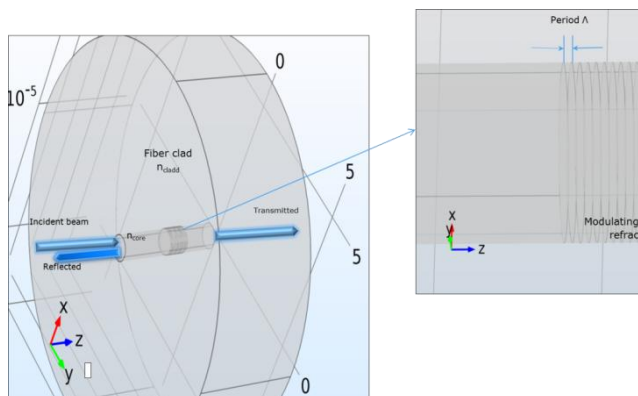 10⁻⁵
0
Fiber clad
n_cladd
5
Incident beam
n_core
Transmitted
Reflected
5
x
z
y
0
Period Λ
x
y
z
Modulating
refrac